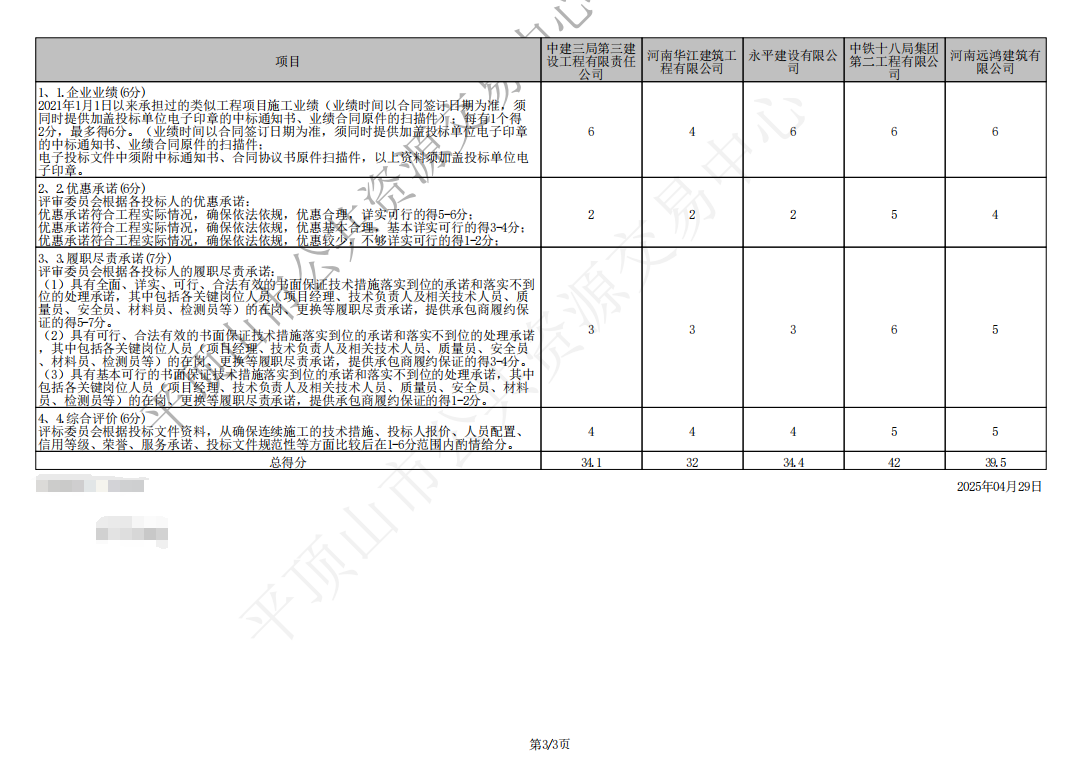 项目
中建三局第三建
设工程有限责任
公司
河南华江建筑工
程有限公司
永平建设有限公
司
中铁十八局集团
第二工程有限公
司
河南远鸿建筑有
限公司
1、1.企业业绩(6分)
2021年1月1日以来承担过的类似工程项目施工业绩（业绩时间以合同签订日期为准，须
同时提供加盖投标单位电子印章的中标通知书、业绩合同原件的扫描件）；每有1个得
2分，最多得6分。（业绩时间以合同签订日期为准，须同时提供加盖投标单位电子印章
的中标通知书、业绩合同原件的扫描件；
电子投标文件中须附中标通知书、合同协议书原件扫描件，以上资料须加盖投标单位电
子印章。
6 4 6 6 6
2、2.优惠承诺(6分)
评审委员会根据各投标人的优惠承诺：
优惠承诺符合工程实际情况，确保依法依规，优惠合理，详实可行的得5-6分；
优惠承诺符合工程实际情况，确保依法依规，优惠基本合理，基本详实可行的得3-4分；
优惠承诺符合工程实际情况，确保依法依规，优惠较少，不够详实可行的得1-2分；
2 2 2 5 4
3、3.履职尽责承诺(7分)
评审委员会根据各投标人的履职尽责承诺：
（1）具有全面、详实、可行、合法有效的书面保证技术措施落实到位的承诺和落实不到
位的处理承诺，其中包括各关键岗位人员（项目经理、技术负责人及相关技术人员、质
量员、安全员、材料员、检测员等）的在岗、更换等履职尽责承诺，提供承包商履约保
证的得5-7分。
（2）具有可行、合法有效的书面保证技术措施落实到位的承诺和落实不到位的处理承诺
，其中包括各关键岗位人员（项目经理、技术负责人及相关技术人员、质量员、安全员
、材料员、检测员等）的在岗、更换等履职尽责承诺，提供承包商履约保证的得3-4分。
（3）具有基本可行的书面保证技术措施落实到位的承诺和落实不到位的处理承诺，其中
包括各关键岗位人员（项目经理、技术负责人及相关技术人员、质量员、安全员、材料
员、检测员等）的在岗、更换等履职尽责承诺，提供承包商履约保证的得1-2分。
3 3 3 6 5
4、4.综合评价(6分)
评标委员会根据投标文件资料，从确保连续施工的技术措施、投标人报价、人员配置、
信用等级、荣誉、服务承诺、投标文件规范性等方面比较后在1-6分范围内酌情给分。
4 4 4 5 5
总得分 34.1 32 34.4 42 39.5
2025年04月29日
平顶山市公共资源交易中心
平顶山市公共资源交易中心
第3/3页